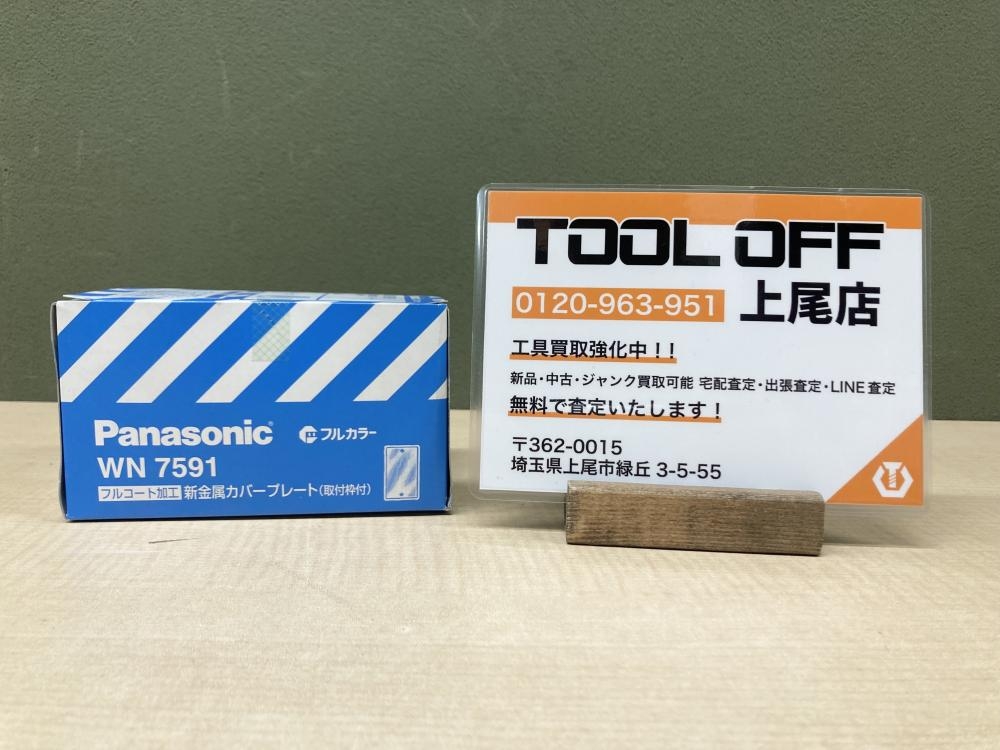 Panasonic フルカラー
WN 7591
フルコート加工 新金属カバープレート(取付枠付)
TOOL OFF
0120-963-951 上尾店
工具買取強化中!!
新品・中古・ジャンク買取可能 宅配査定・出張査定・LINE査定
無料で査定いたします!
〒362-0015
埼玉県上尾市緑丘 3-5-55